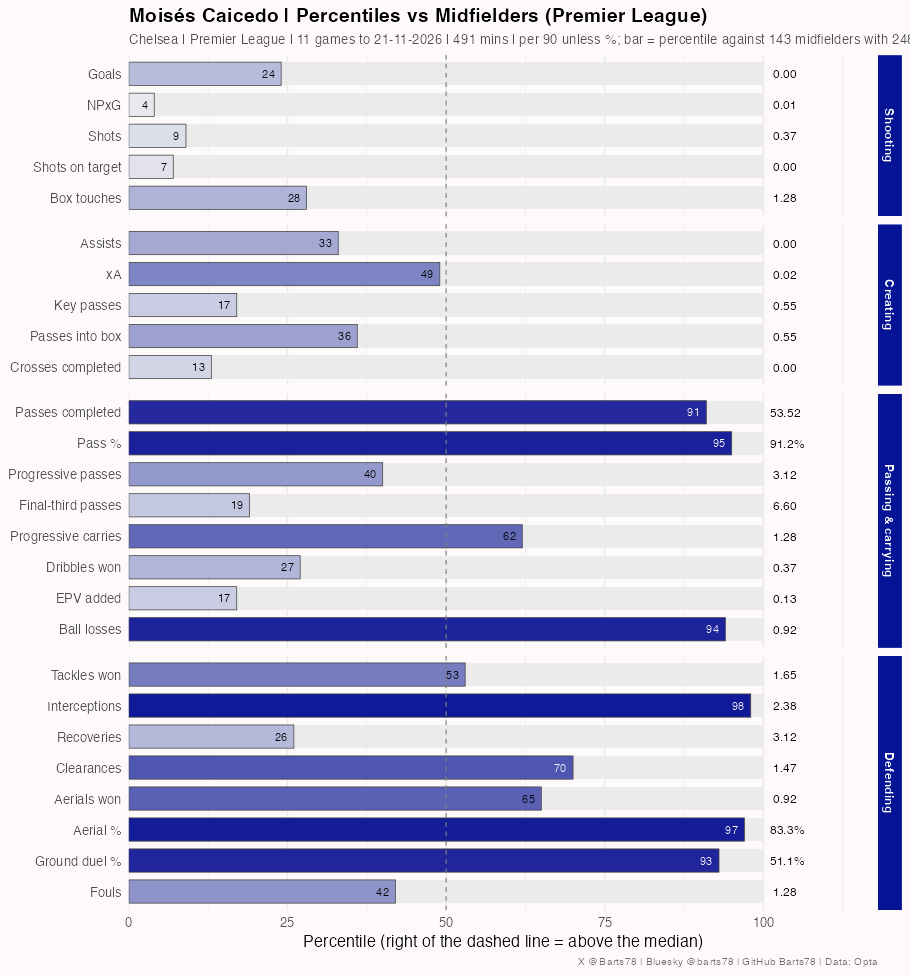 Moisés Caicedo | Percentiles vs Midfielders (Premier League)
Chelsea | Premier League | 11 games to 21-11-2026 | 491 mins | per 90 unless %; bar = percentile against 143 midfielders with 248
Goals 24 0.00
NPxG 4 0.01
Shots 9 0.37
Shots on target 7 0.00
Box touches 28 1.28
Shooting
Assists 33 0.00
xA 49 0.02
Key passes 17 0.55
Passes into box 36 0.55
Crosses completed 13 0.00
Creating
Passes completed 91 53.52
Pass % 95 91.2%
Progressive passes 40 3.12
Final-third passes 19 6.60
Progressive carries 62 1.28
Dribbles won 27 0.37
EPV added 17 0.13
Ball losses 94 0.92
Passing & carrying
Tackles won 53 1.65
Interceptions 98 2.38
Recoveries 26 3.12
Clearances 70 1.47
Aerials won 65 0.92
Aerial % 97 83.3%
Ground duel % 93 51.1%
Fouls 42 1.28
Defending
0 25 50 75 100
Percentile (right of the dashed line = above the median)
X @Barts78 | Bluesky @barts78 | GitHub Barts78 | Data: Opta